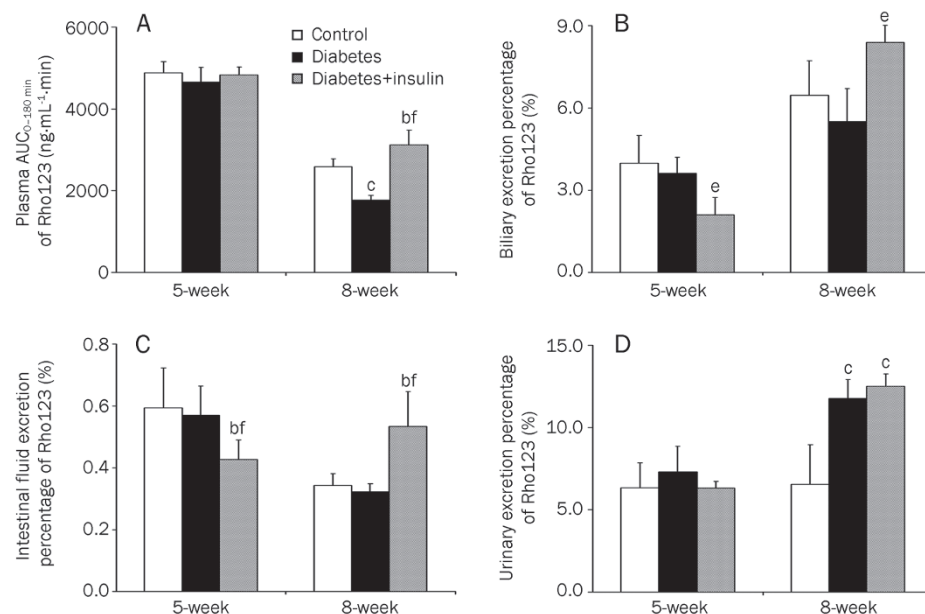 A
Control
Diabetes
Diabetes+insulin
Plasma AUC0–180 min
of Rho123 (ng·mL-1·min)
6000
4000
2000
0
c
bf
5-week
8-week
B
Biliary excretion percentage
of Rho123 (%)
9.0
6.0
3.0
0.0
e
e
5-week
8-week
C
Intestinal fluid excretion
percentage of Rho123 (%)
0.8
0.6
0.4
0.2
0.0
bf
bf
5-week
8-week
D
Urinary excretion percentage
of Rho123 (%)
15.0
10.0
5.0
0.0
c
c
5-week
8-week